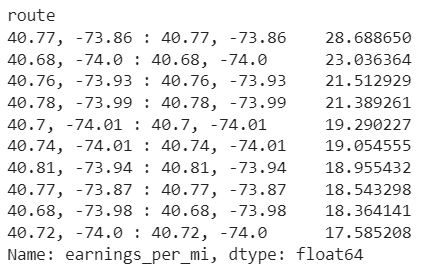 route
40.77, -73.86 : 40.77, -73.86    28.688650
40.68, -74.0 : 40.68, -74.0      23.036364
40.76, -73.93 : 40.76, -73.93    21.512929
40.78, -73.99 : 40.78, -73.99    21.389261
40.7, -74.01 : 40.7, -74.01      19.290227
40.74, -74.01 : 40.74, -74.01    19.054555
40.81, -73.94 : 40.81, -73.94    18.955432
40.77, -73.87 : 40.77, -73.87    18.543298
40.68, -73.98 : 40.68, -73.98    18.364141
40.72, -74.0 : 40.72, -74.0      17.585208
Name: earnings_per_mi, dtype: float64